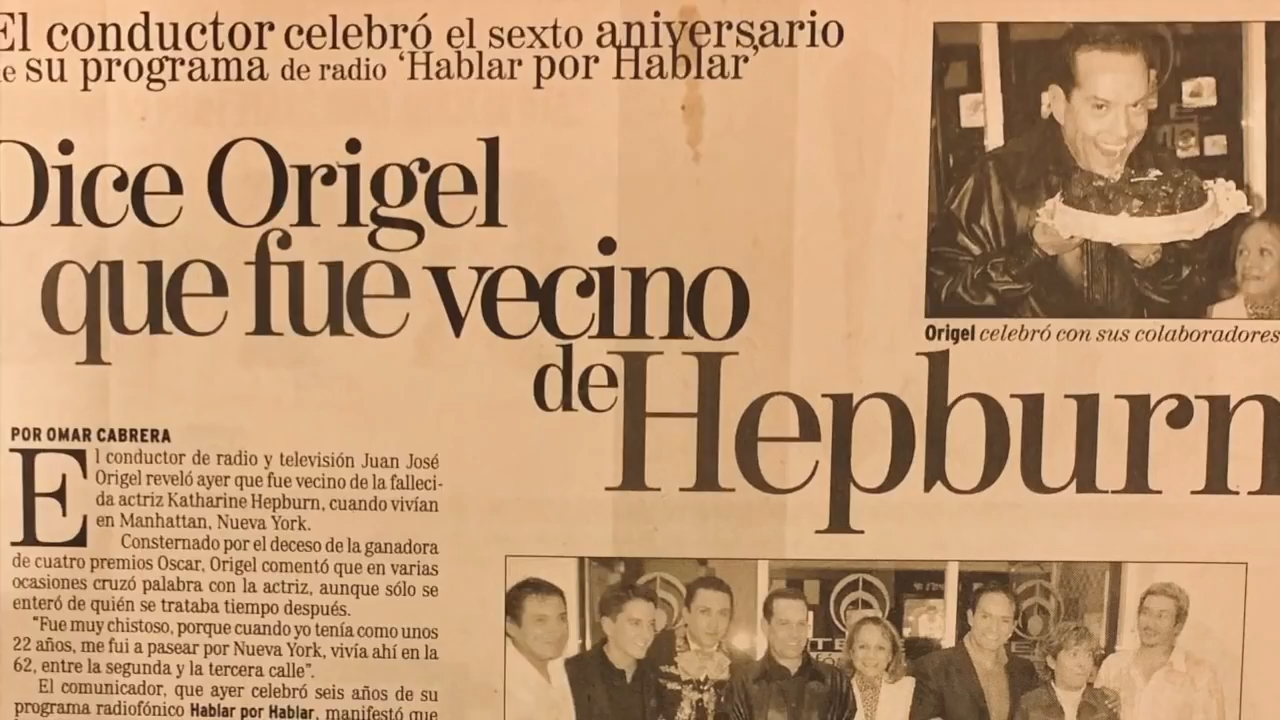 El conductor celebró el sexto aniversario
de su programa de radio ‘Hablar por Hablar’
Dice Origel
que fue vecino
de Hepburn
Origel celebró con sus colaboradores
POR OMAR CABRERA
El conductor de radio y televisión Juan José
Origel reveló ayer que fue vecino de la falleci-
da actriz Katharine Hepburn, cuando vivían
en Manhattan, Nueva York.
Consternado por el deceso de la ganadora
de cuatro premios Oscar, Origel comentó que en varias
ocasiones cruzó palabra con la actriz, aunque sólo se
enteró de quién se trataba tiempo después.
“Fue muy chistoso, porque cuando yo tenía como unos
22 años, me fui a pasear por Nueva York, vivía ahí en la
62, entre la segunda y la tercera calle”.
El comunicador, que ayer celebró seis años de su
programa radiofónico Hablar por Hablar, manifestó que